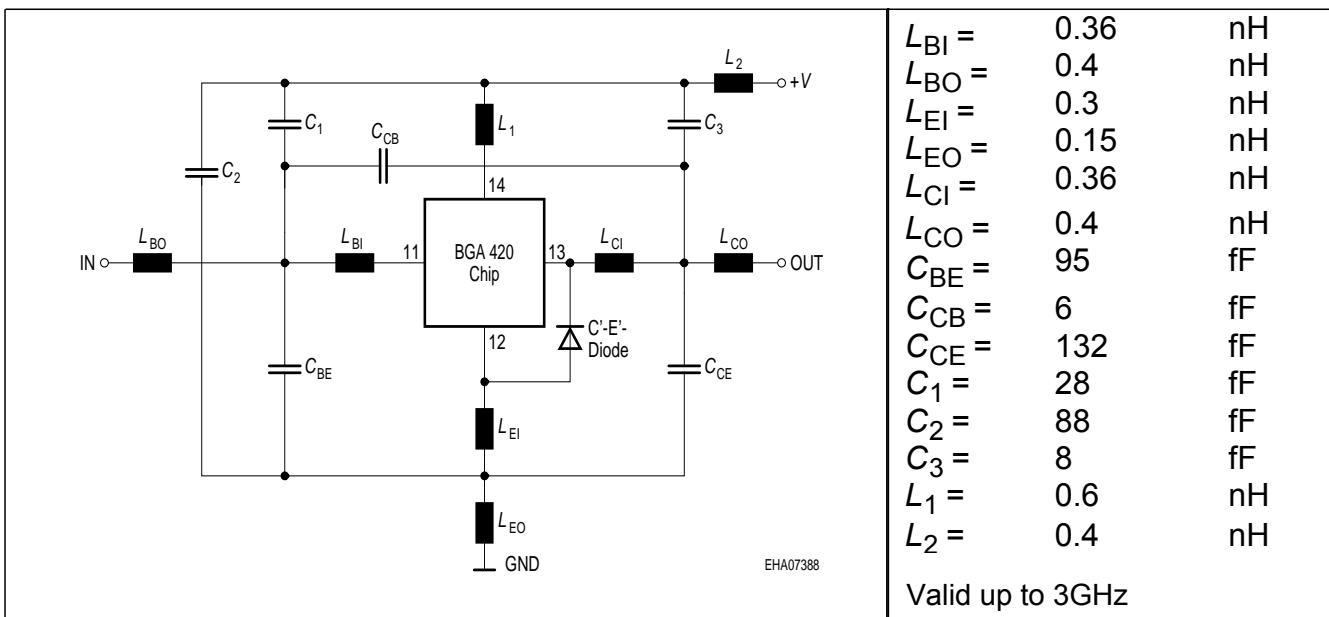 L2
+V
C1
L1
C3
CCB
C2
14
LBO
LBI
LCI
LCO
IN
11
BGA 420
Chip
13
OUT
12
C'-E'-
Diode
CBE
CCE
LEI
LEO
GND
EHA07388
LBI = 0.36 nH
LBO = 0.4 nH
LEI = 0.3 nH
LEO = 0.15 nH
LCI = 0.36 nH
LCO = 0.4 nH
CBE = 95 fF
CCB = 6 fF
CCE = 132 fF
C1 = 28 fF
C2 = 88 fF
C3 = 8 fF
L1 = 0.6 nH
L2 = 0.4 nH
Valid up to 3GHz